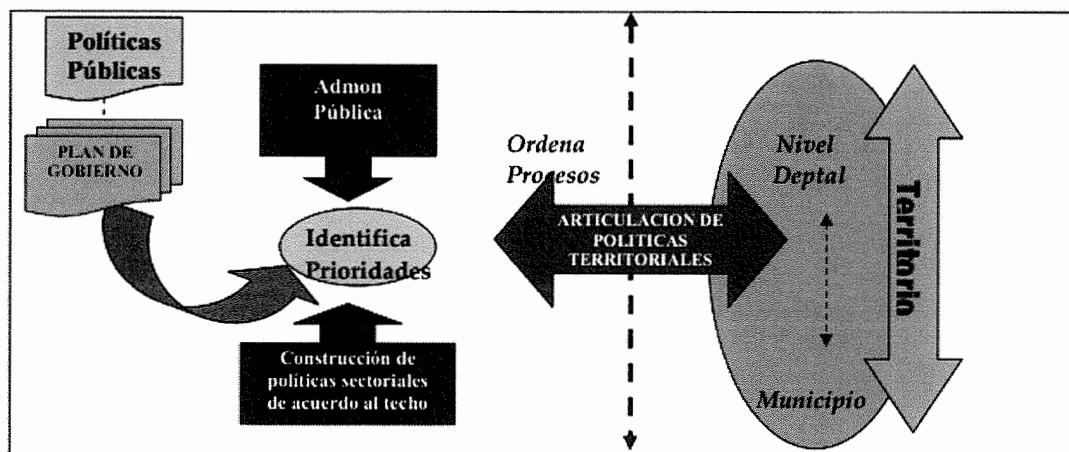 Políticas
Públicas
PLAN DE
GOBIERNO
Admon
Pública
Identifica
Prioridades
Construcción de
políticas sectoriales
de acuerdo al techo
Ordena
Procesos
ARTICULACION DE
POLITICAS
TERRITORIALES
Nivel
Deptal
Municipio
Territorio